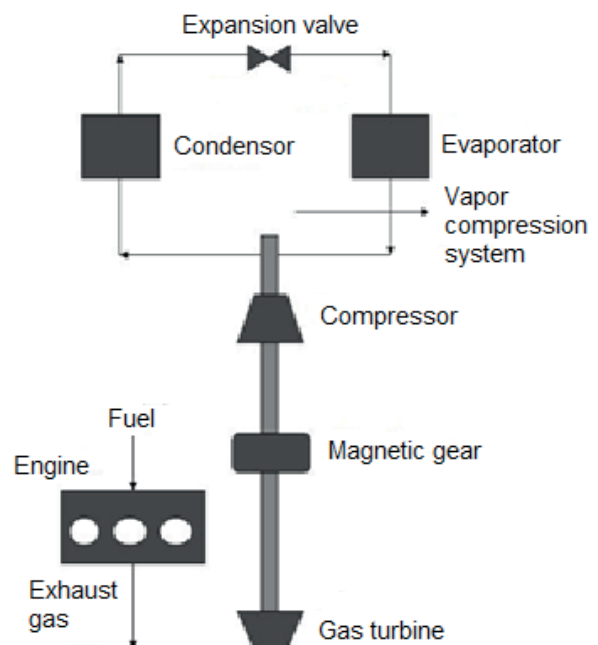 Expansion valve
Condensor
Evaporator
Vapor
compression
system
Compressor
Fuel
Magnetic gear
Engine
Exhaust
gas
Gas turbine